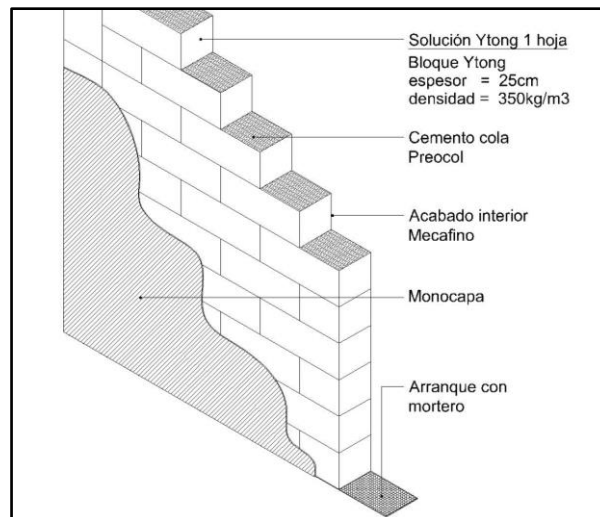 Solución Ytong 1 hoja
Bloque Ytong
espesor = 25cm
densidad = 350kg/m3
Cemento cola
Preocol
Acabado interior
Mecafino
Monocapa
Arranque con
mortero